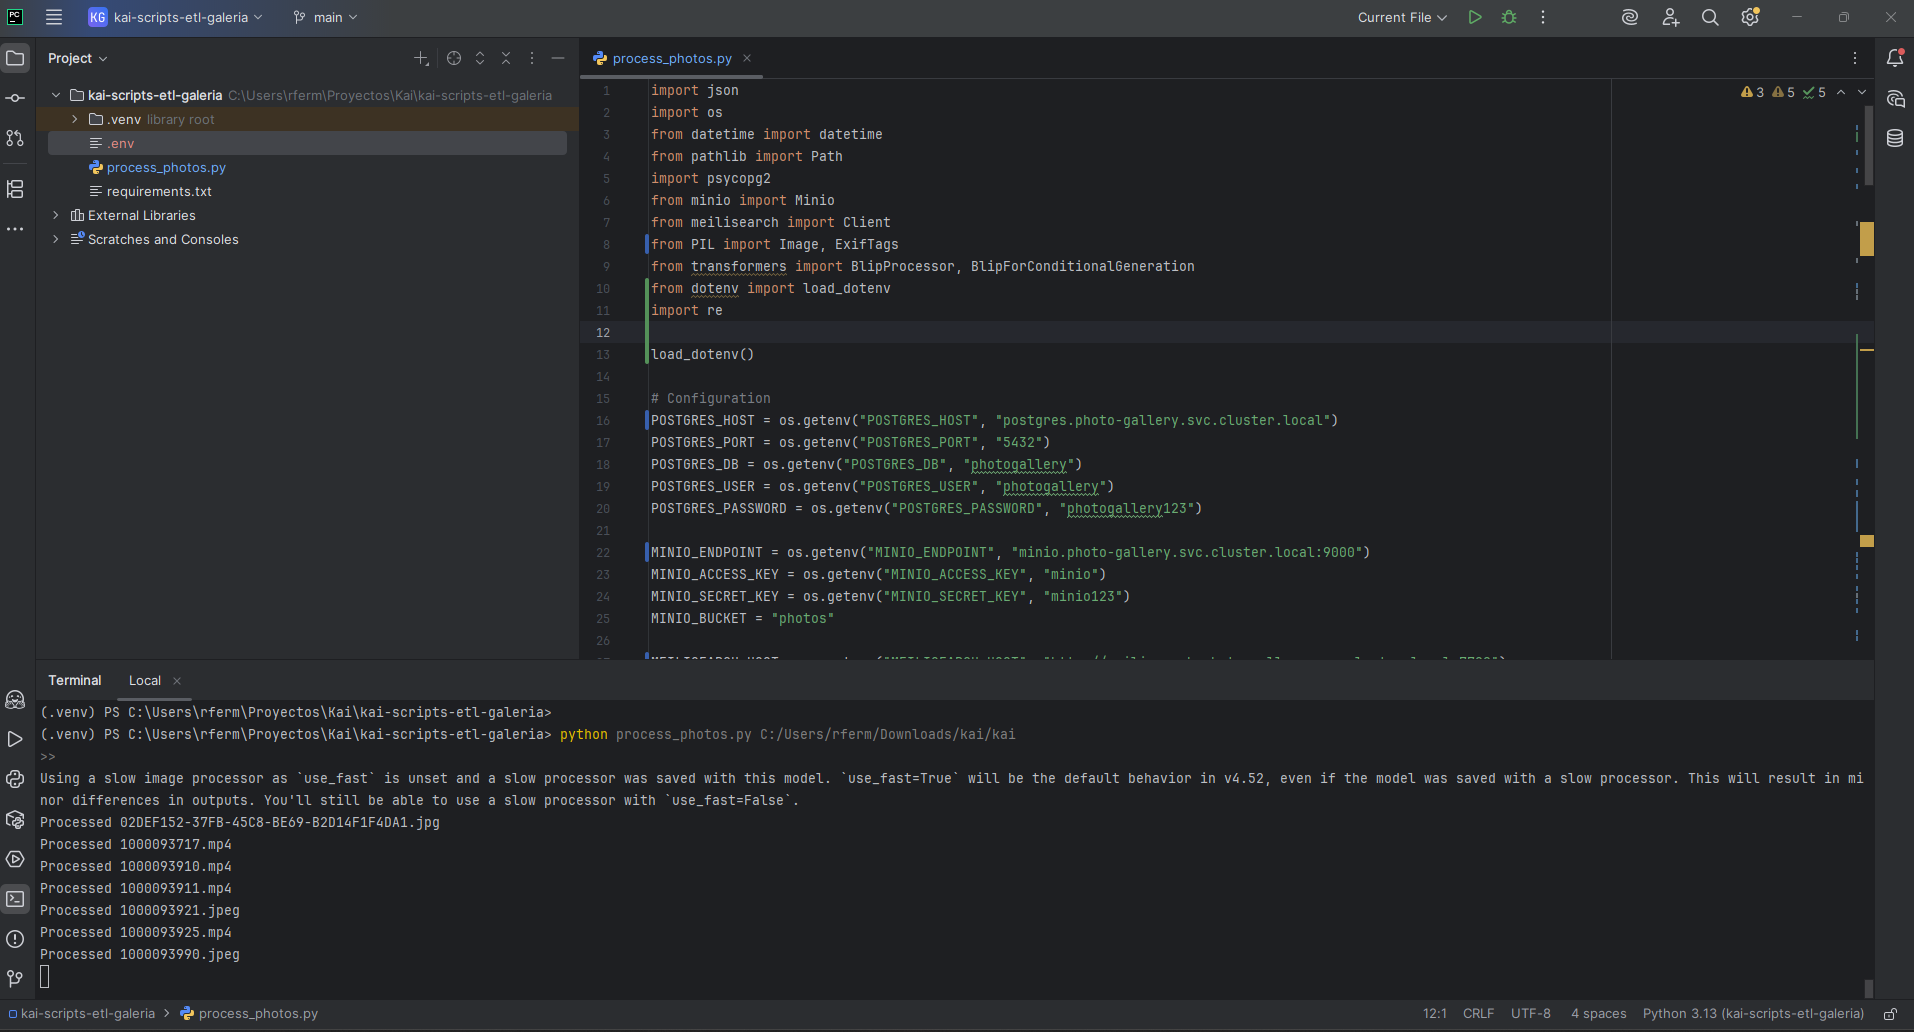 KG kai-scripts-etl-galeria
main
Current File
Project
kai-scripts-etl-galeria C:\Users\rferm\Proyectos\Kai\kai-scripts-etl-galeria
.venv library root
.env
process_photos.py
requirements.txt
External Libraries
Scratches and Consoles
process_photos.py
3 5 5
1 import json
2 import os
3 from datetime import datetime
4 from pathlib import Path
5 import psycopg2
6 from minio import Minio
7 from meilisearch import Client
8 from PIL import Image, ExifTags
9 from transformers import BlipProcessor, BlipForConditionalGeneration
10 from dotenv import load_dotenv
11 import re
12
13 load_dotenv()
14
15 # Configuration
16 POSTGRES_HOST = os.getenv("POSTGRES_HOST", "postgres.photo-gallery.svc.cluster.local")
17 POSTGRES_PORT = os.getenv("POSTGRES_PORT", "5432")
18 POSTGRES_DB = os.getenv("POSTGRES_DB", "photogallery")
19 POSTGRES_USER = os.getenv("POSTGRES_USER", "photogallery")
20 POSTGRES_PASSWORD = os.getenv("POSTGRES_PASSWORD", "photogallery123")
21
22 MINIO_ENDPOINT = os.getenv("MINIO_ENDPOINT", "minio.photo-gallery.svc.cluster.local:9000")
23 MINIO_ACCESS_KEY = os.getenv("MINIO_ACCESS_KEY", "minio")
24 MINIO_SECRET_KEY = os.getenv("MINIO_SECRET_KEY", "minio123")
25 MINIO_BUCKET = "photos"
26
Terminal Local
(.venv) PS C:\Users\rferm\Proyectos\Kai\kai-scripts-etl-galeria>
(.venv) PS C:\Users\rferm\Proyectos\Kai\kai-scripts-etl-galeria> python process_photos.py C:/Users/rferm/Downloads/kai/kai
>>
Using a slow image processor as `use_fast` is unset and a slow processor was saved with this model. `use_fast=True` will be the default behavior in v4.52, even if the model was saved with a slow processor. This will result in mi
nor differences in outputs. You'll still be able to use a slow processor with `use_fast=False`.
Processed 02DEF152-37FB-45C8-BE69-B2D14F1F4DA1.jpg
Processed 1000093717.mp4
Processed 1000093910.mp4
Processed 1000093911.mp4
Processed 1000093921.jpeg
Processed 1000093925.mp4
Processed 1000093990.jpeg
kai-scripts-etl-galeria > process_photos.py
12:1 CRLF UTF-8 4 spaces Python 3.13 (kai-scripts-etl-galeria)